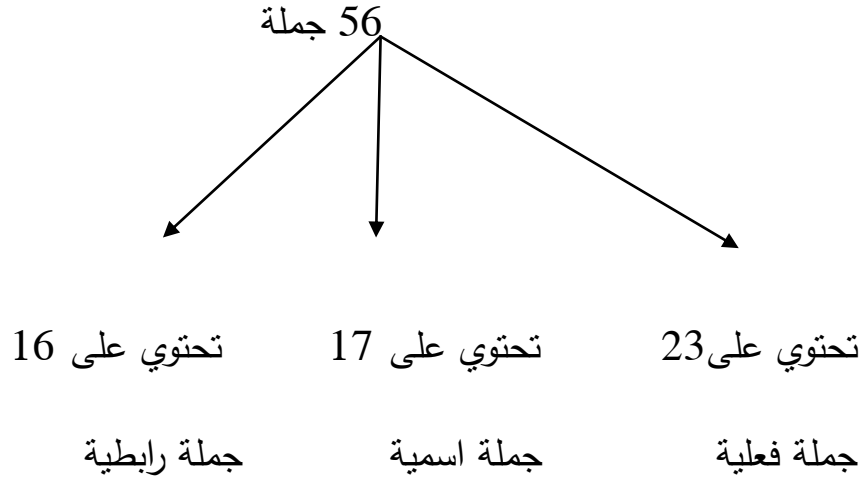 56 جملة
تحتوي على23 تحتوي على 17 تحتوي على 16
جملة فعلية جملة اسمية جملة رابطية